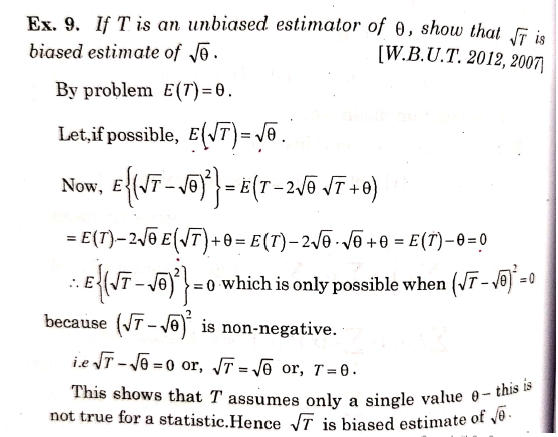 Ex. 9. If T is an unbiased estimator of θ, show that √T is
biased estimate of √θ. [W.B.U.T. 2012, 2007]
By problem E(T)=θ.
Let,if possible, E(√T)=√θ.
Now, E{(√T-√θ)²}=E(T-2√θ √T+θ)
=E(T)-2√θ E(√T)+θ=E(T)-2√θ·√θ+θ=E(T)-θ=0
∴E{(√T-√θ)²}=0 which is only possible when (√T-√θ)²=0
because (√T-√θ)² is non-negative.
i.e √T-√θ=0 or, √T=√θ or, T=θ.
This shows that T assumes only a single value θ- this is
not true for a statistic.Hence √T is biased estimate of √θ.